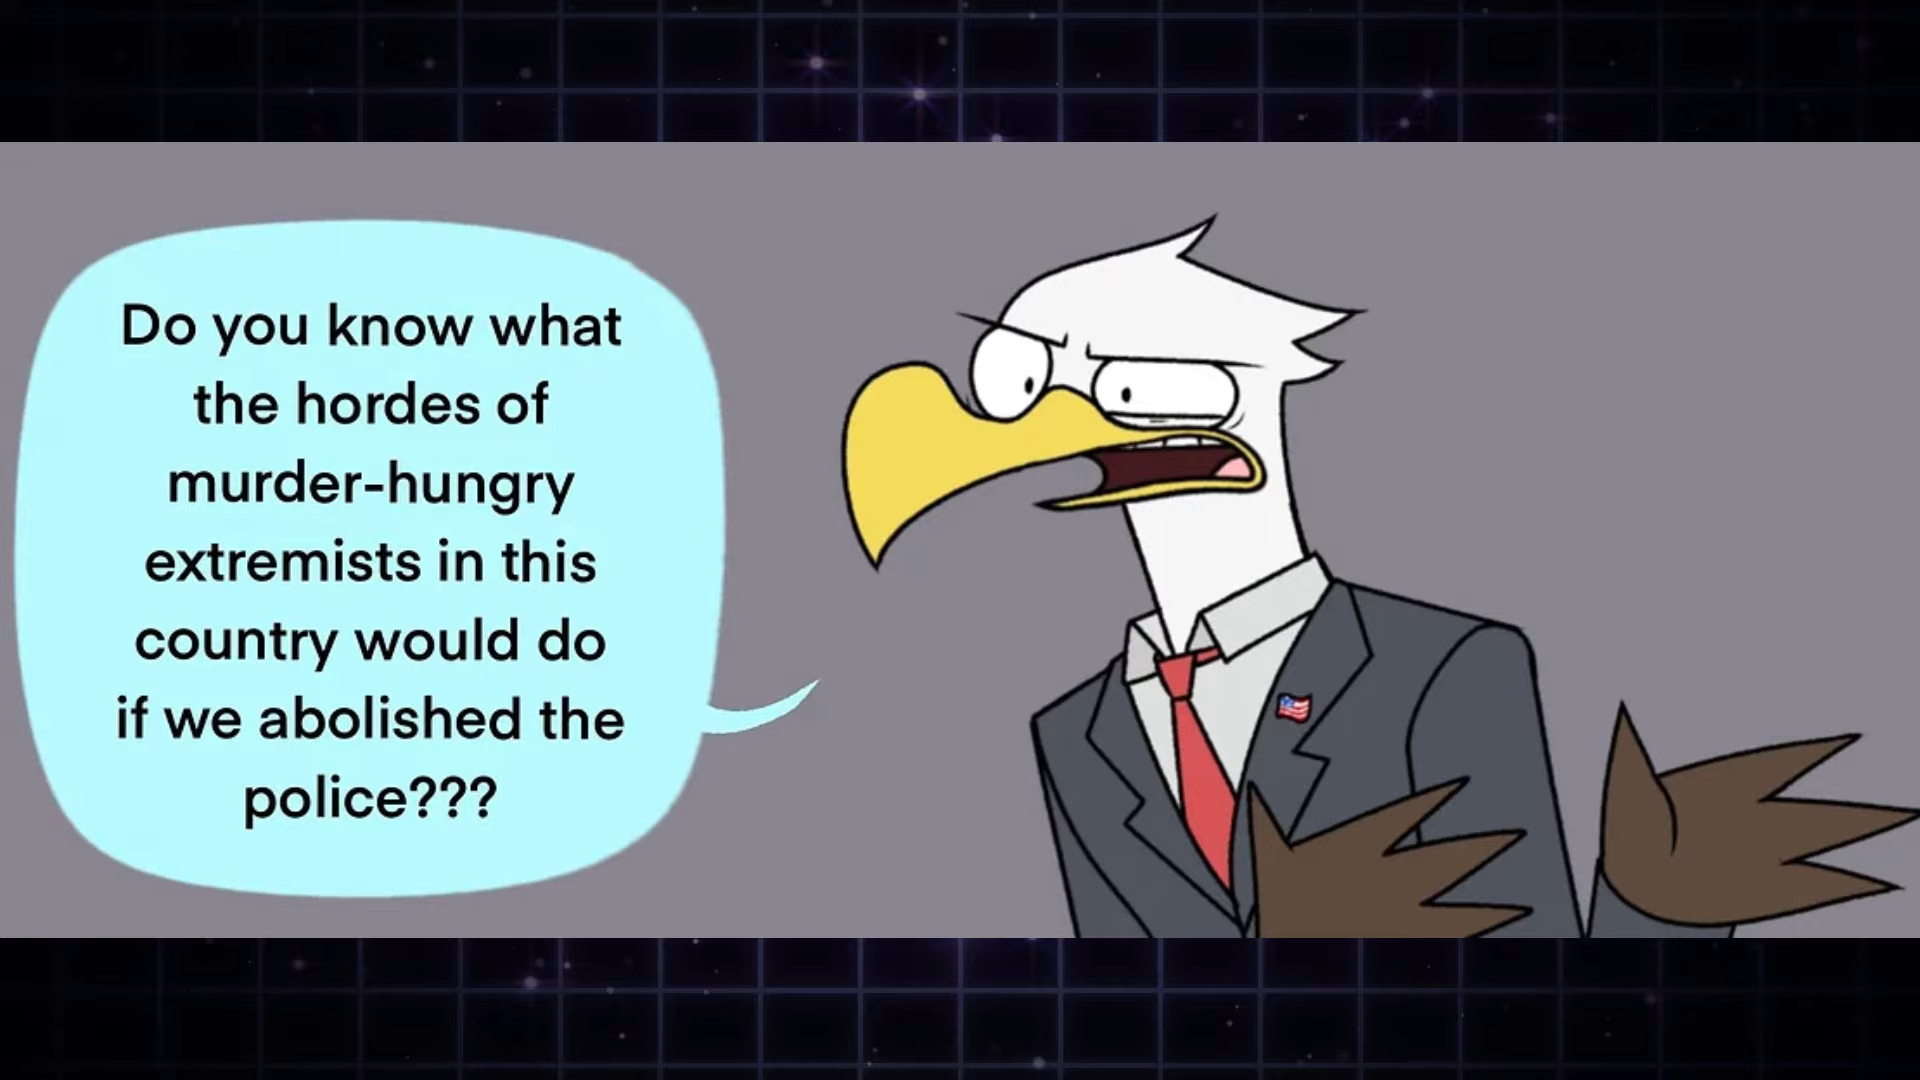 Do you know what
the hordes of
murder-hungry
extremists in this
country would do
if we abolished the
police???